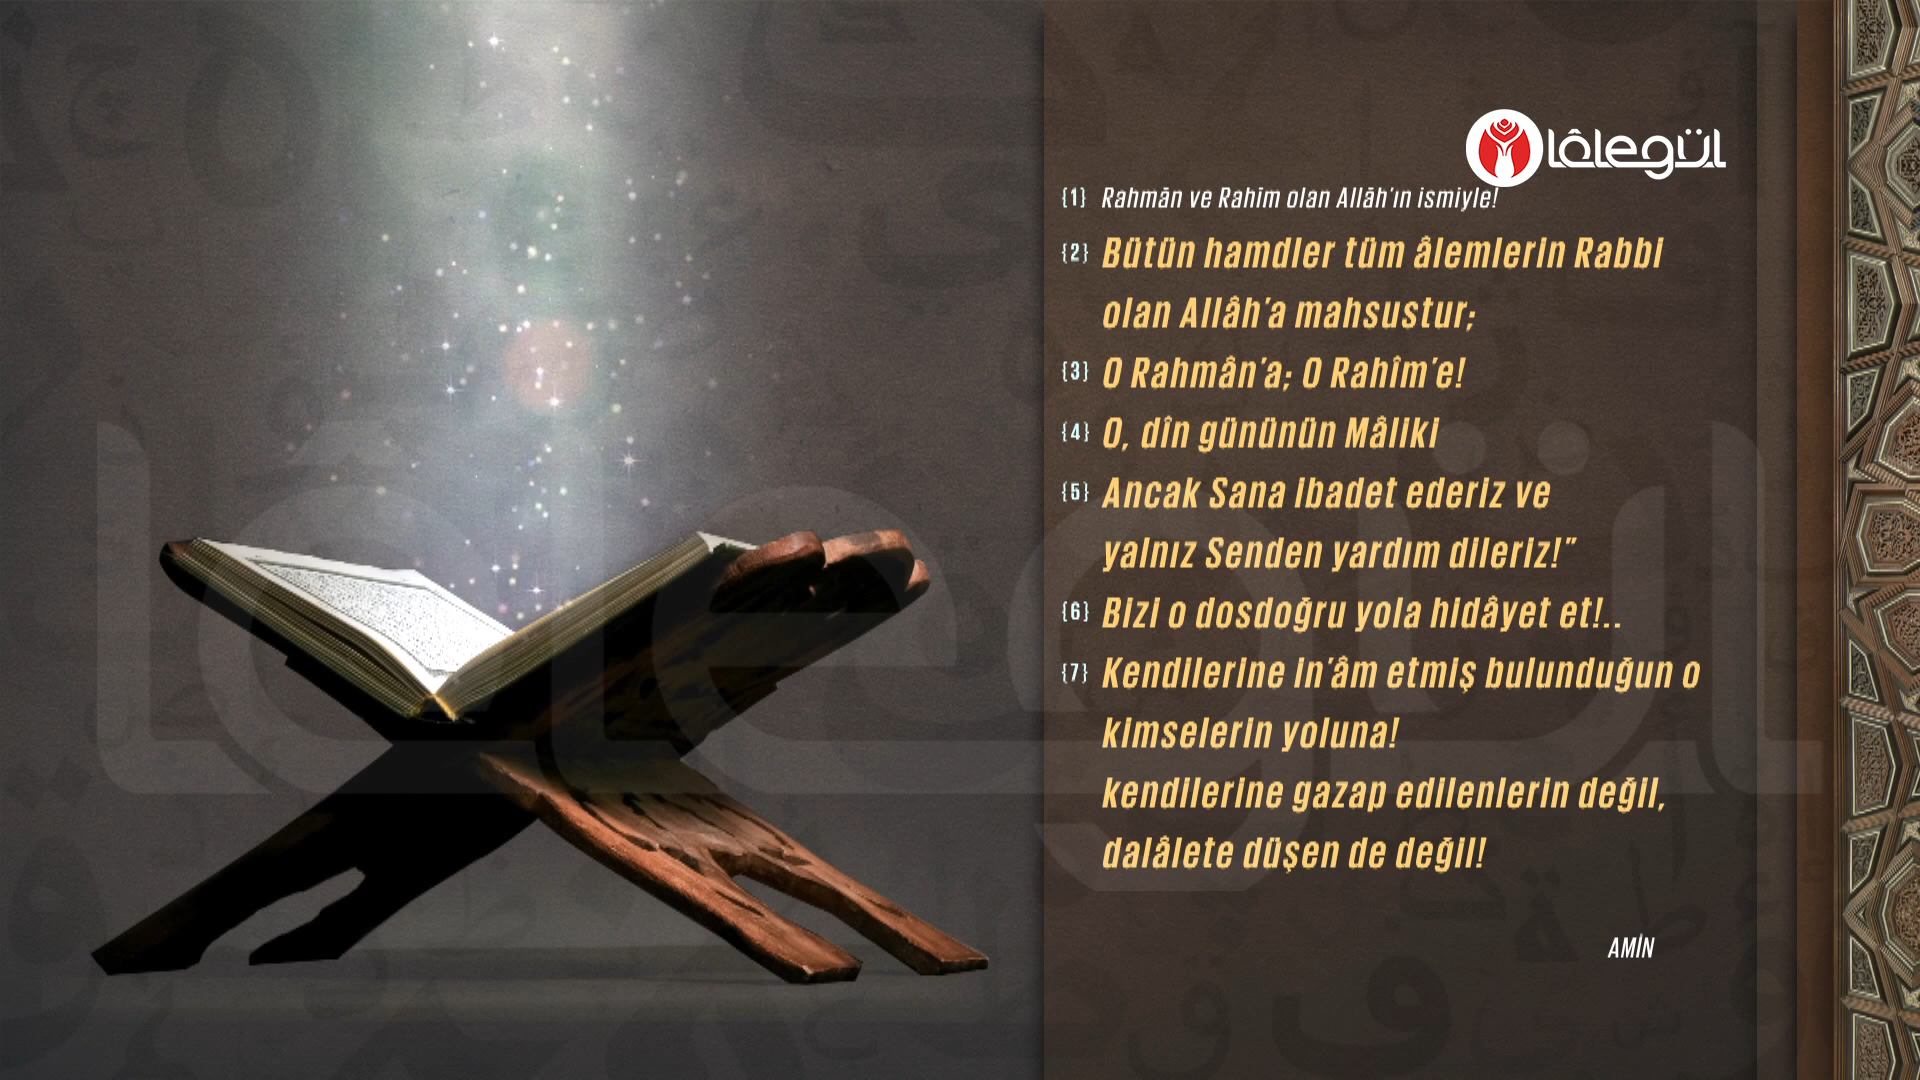 lâlegül
{1} Rahmân ve Rahîm olan Allâh'ın ismiyle!
{2} Bütün hamdler tüm âlemlerin Rabbi
olan Allâh'a mahsustur;
{3} O Rahmân'a; O Rahîm'e!
{4} O, dîn gününün Mâliki
{5} Ancak Sana ibadet ederiz ve
yalnız Senden yardım dileriz!"
{6} Bizi o dosdoğru yola hidâyet et!..
{7} Kendilerine in'âm etmiş bulunduğun o
kimselerin yoluna!
kendilerine gazap edilenlerin değil,
dalâlete düşen de değil!
AMİN
lâlegül